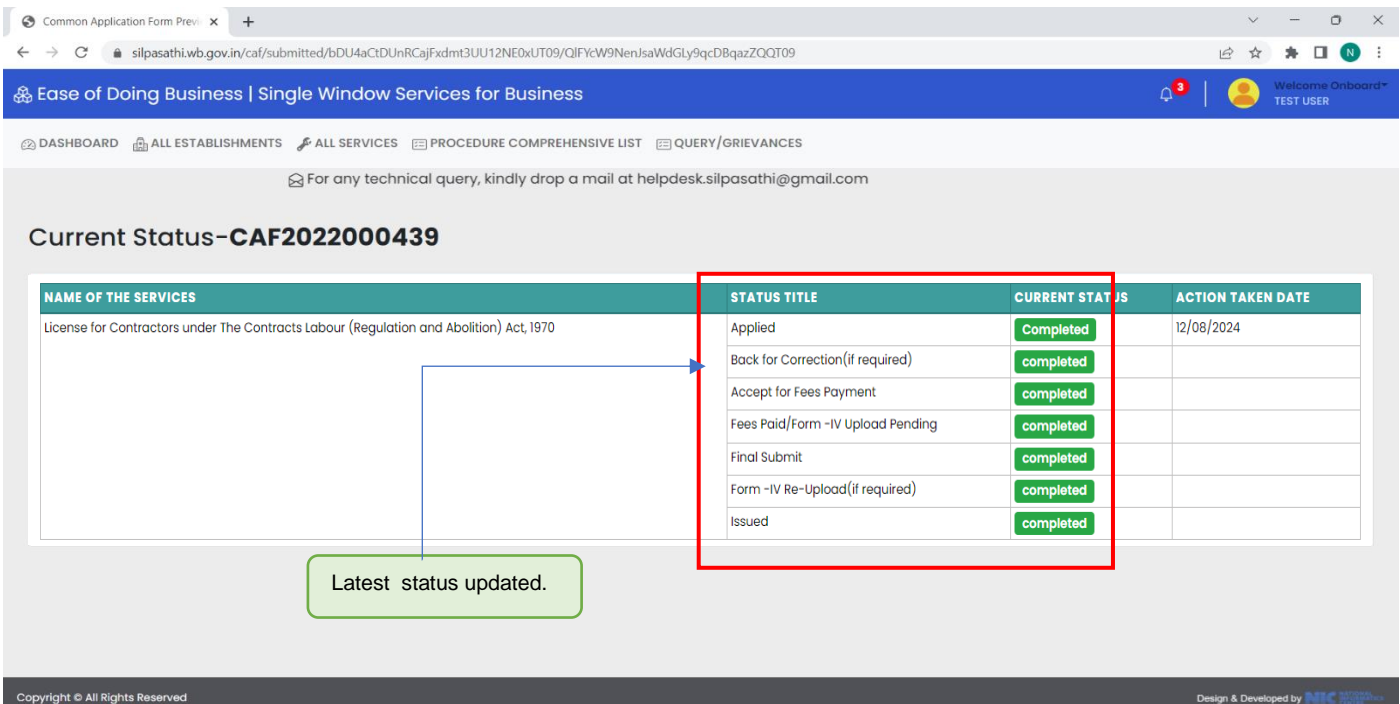 Common Application Form Previ
silpasathi.wb.gov.in/caf/submitted/bDU4aCtDUnRCajFxdmt3UU12NE0xUT09/QlFYcW9NenJsaWdGLy9qcDBqazZQQT09
N
Ease of Doing Business | Single Window Services for Business
3
Welcome Onboard
TEST USER
DASHBOARD ALL ESTABLISHMENTS ALL SERVICES PROCEDURE COMPREHENSIVE LIST QUERY/GRIEVANCES
For any technical query, kindly drop a mail at helpdesk.silpasathi@gmail.com
Current Status-CAF2022000439
NAME OF THE SERVICES STATUS TITLE CURRENT STATUS ACTION TAKEN DATE
License for Contractors under The Contracts Labour (Regulation and Abolition) Act, 1970 Applied Completed 12/08/2024
Back for Correction(if required) completed
Accept for Fees Payment completed
Fees Paid/Form -IV Upload Pending completed
Final Submit completed
Form -IV Re-Upload(if required) completed
Issued completed
Latest status updated.
Copyright © All Rights Reserved Design & Developed by NIC